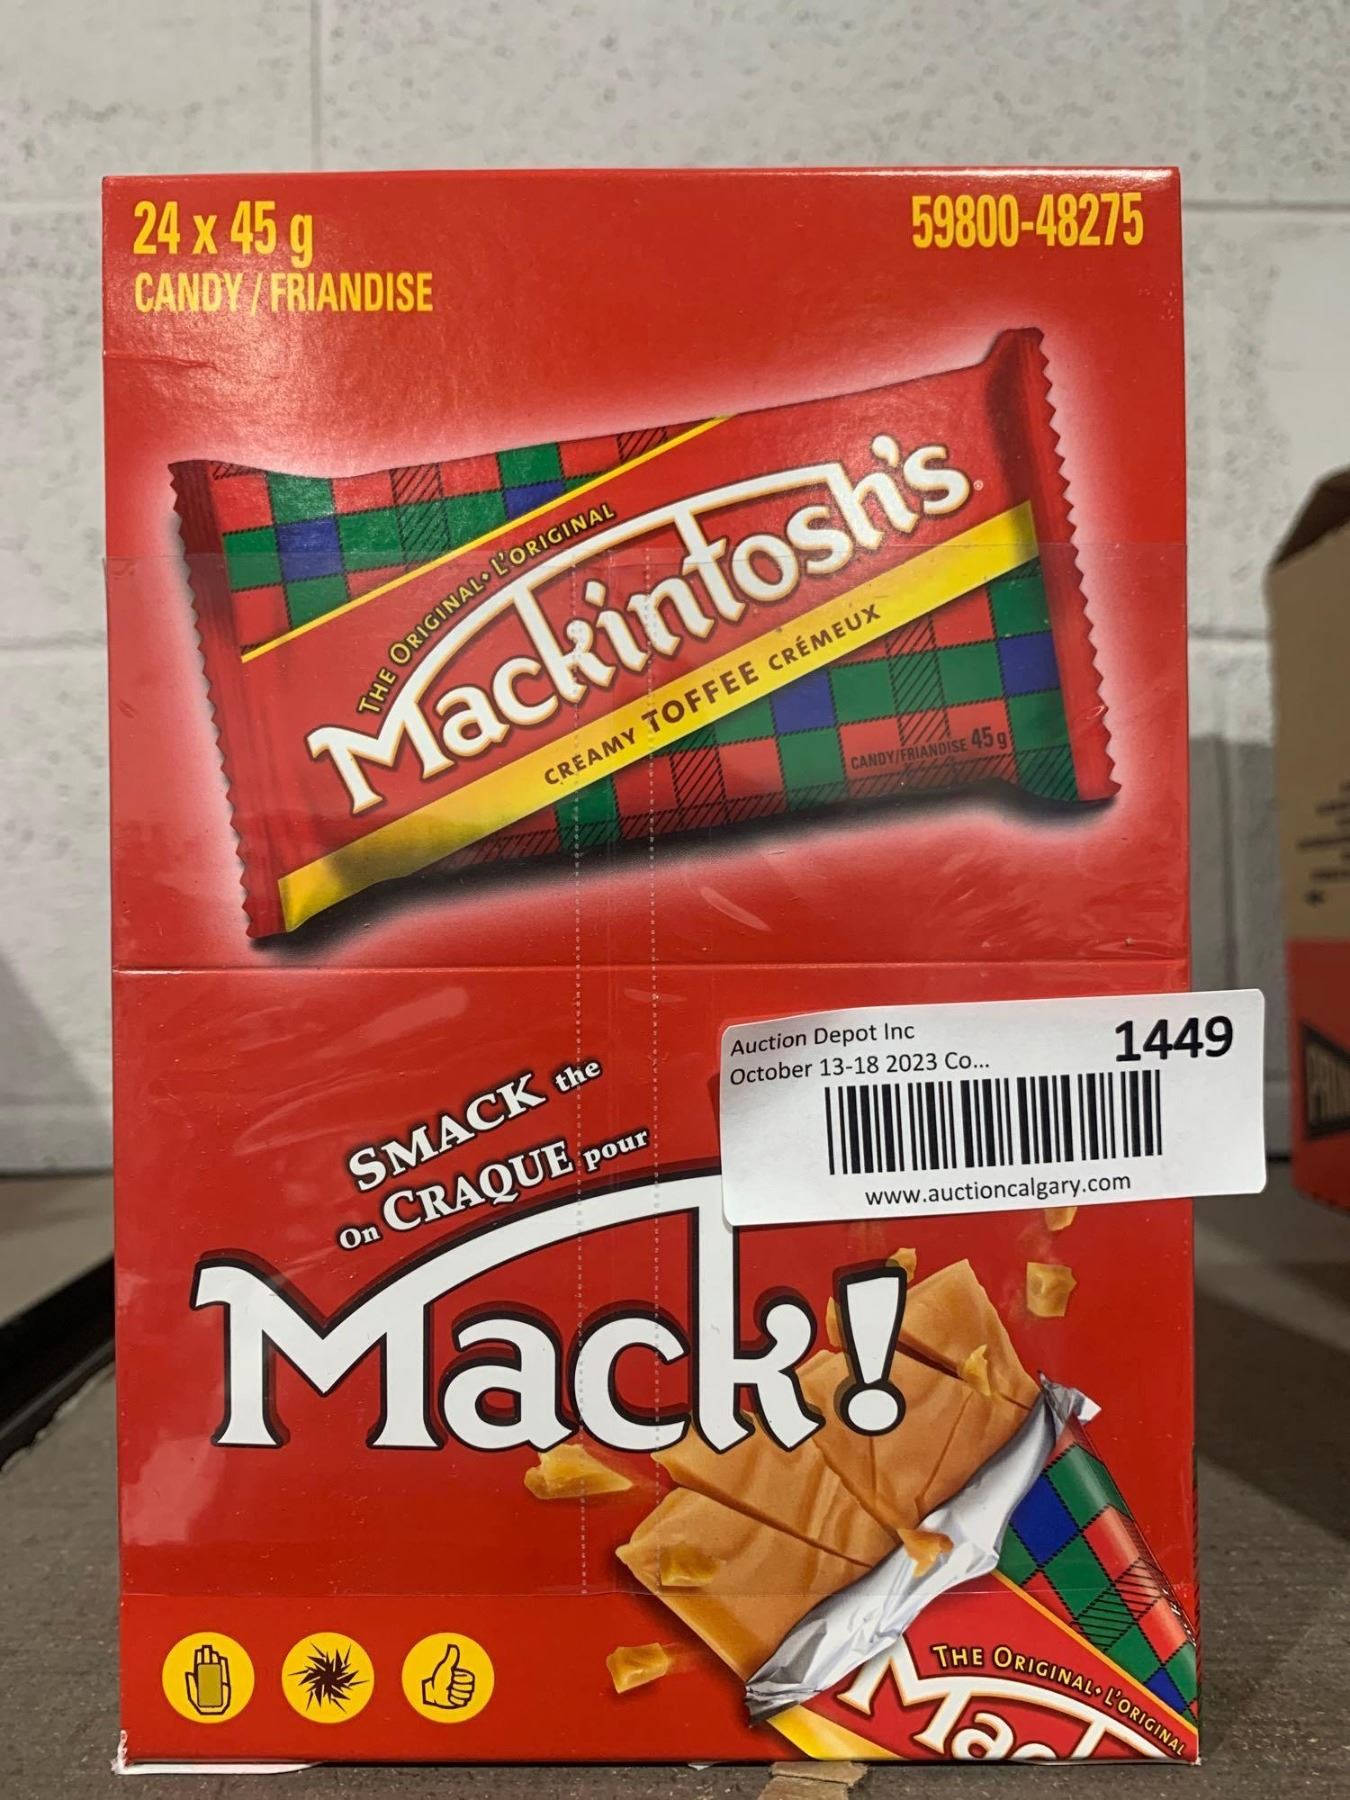 24 x 45 g
CANDY / FRIANDISE
59800-48275
THE ORIGINAL • L'ORIGINAL
Mackintosh's
CREAMY TOFFEE CRÉMEUX
CANDY/FRIANDISE 45 g
Auction Depot Inc
October 13-18 2023 Co...
1449
www.auctioncalgary.com
SMACK the
On CRAQUE pour
Mack!
THE ORIGINAL • L'ORIGINAL